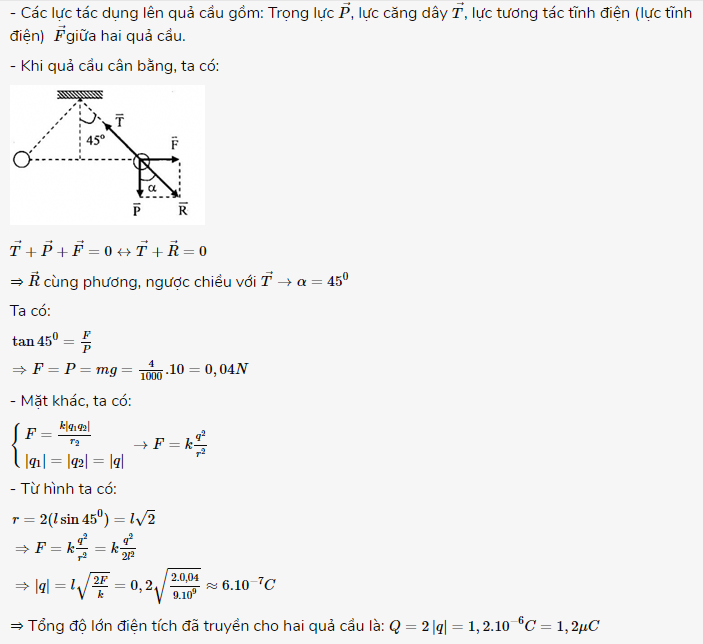 - Các lực tác dụng lên quả cầu gồm: Trọng lực $\vec{P}$, lực căng dây $\vec{T}$, lực tương tác tĩnh điện (lực tĩnh
điện) $\vec{F}$giữa hai quả cầu.
- Khi quả cầu cân bằng, ta có:
$\vec{T}$
45°
$\vec{F}$
α
$\vec{P}$ $\vec{R}$
$\vec{T} + \vec{P} + \vec{F} = 0 \leftrightarrow \vec{T} + \vec{R} = 0$
⇒ $\vec{R}$ cùng phương, ngược chiều với $\vec{T} \rightarrow \alpha = 45^0$
Ta có:
$\tan 45^0 = \frac{F}{P}$
$\Rightarrow F = P = mg = \frac{4}{1000}.10 = 0,04N$
- Mặt khác, ta có:
$\begin{cases} F = \frac{k|q_1q_2|}{r_2} \\ |q_1| = |q_2| = |q| \end{cases} \rightarrow F = k\frac{q^2}{r^2}$
- Từ hình ta có:
$r = 2(l \sin 45^0) = l\sqrt{2}$
$\Rightarrow F = k\frac{q^2}{r^2} = k\frac{q^2}{2l^2}$
$\Rightarrow |q| = l\sqrt{\frac{2F}{k}} = 0,2\sqrt{\frac{2.0,04}{9.10^9}} \approx 6.10^{-7}C$
⇒ Tổng độ lớn điện tích đã truyền cho hai quả cầu là: $Q = 2|q| = 1,2.10^{-6}C = 1,2\mu C$